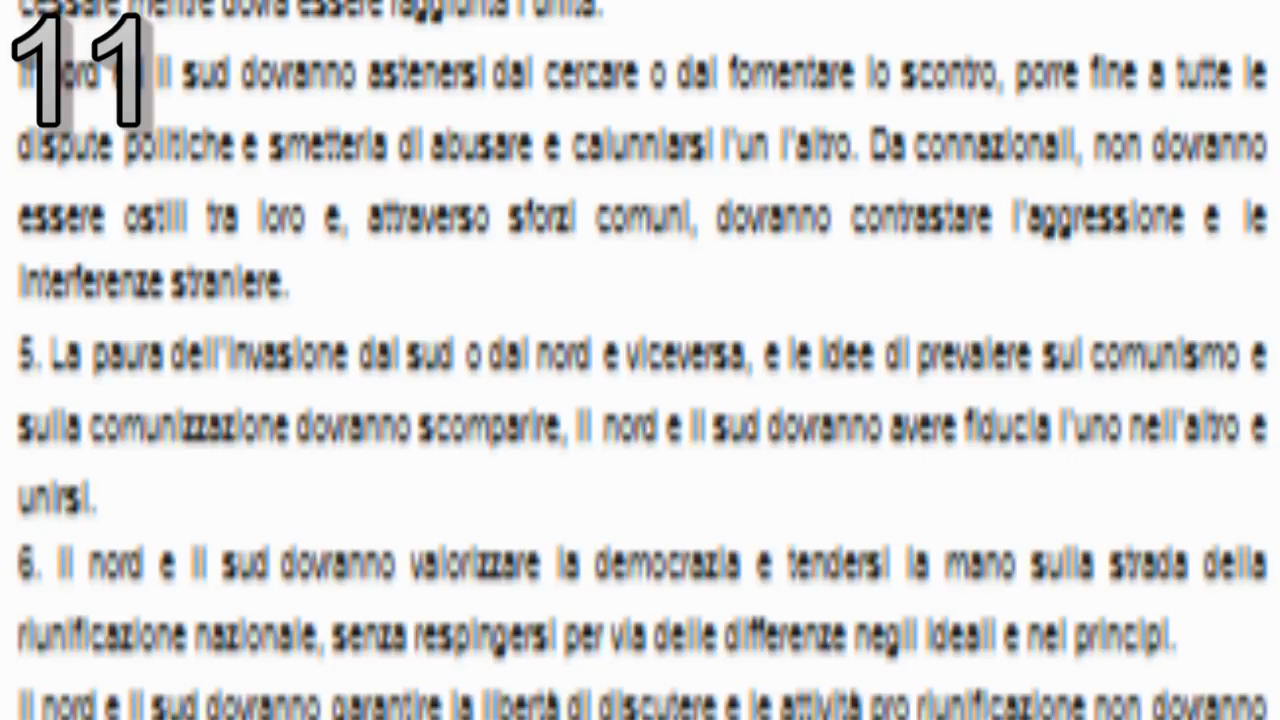 cessare mentre dovrà essere raggiunta l'unità.
11
Il nord e il sud dovranno astenersi dal cercare o dal fomentare lo scontro, porre fine a tutte le
dispute politiche e smetterla di abusare e calunniarsi l'un l'altro. Da connazionali, non dovranno
essere ostili tra loro e, attraverso sforzi comuni, dovranno contrastare l'aggressione e le
interferenze straniere.
5. La paura dell'invasione dal sud o dal nord e viceversa, e le idee di prevalere sul comunismo e
sulla comunizzazione dovranno scomparire, il nord e il sud dovranno avere fiducia l'uno nell'altro e
unirsi.
6. Il nord e il sud dovranno valorizzare la democrazia e tendersi la mano sulla strada della
riunificazione nazionale, senza respingersi per via delle differenze negli ideali e nei principi.
Il nord e il sud dovranno garantire la libertà di discutere e le attività pro riunificazione non dovranno